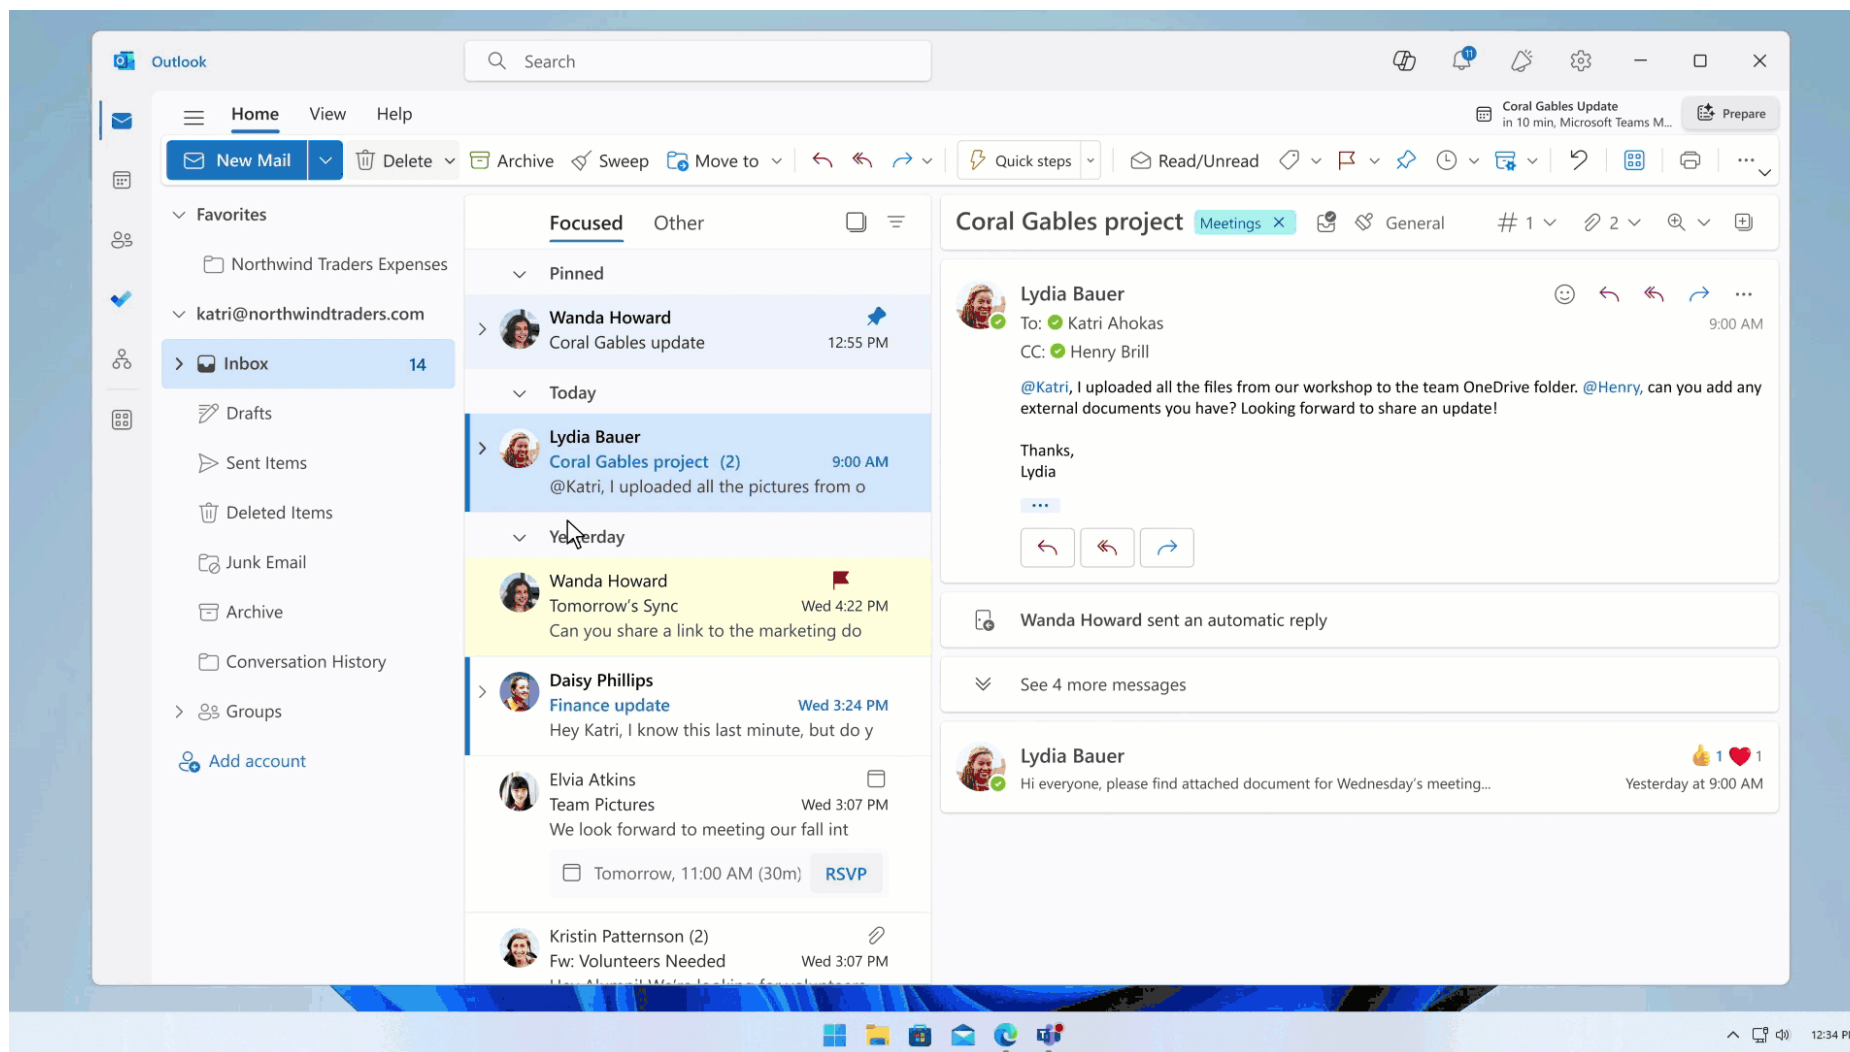 Outlook
Search
11
Home View Help
Coral Gables Update
in 10 min, Microsoft Teams M...
Prepare
New Mail Delete Archive Sweep Move to Quick steps Read/Unread
Favorites
Northwind Traders Expenses
katri@northwindtraders.com
Inbox 14
Drafts
Sent Items
Deleted Items
Junk Email
Archive
Conversation History
Groups
Add account
Focused Other
Pinned
Wanda Howard
Coral Gables update 12:55 PM
Today
Lydia Bauer
Coral Gables project (2) 9:00 AM
@Katri, I uploaded all the pictures from o
Yesterday
Wanda Howard
Tomorrow's Sync Wed 4:22 PM
Can you share a link to the marketing do
Daisy Phillips
Finance update Wed 3:24 PM
Hey Katri, I know this last minute, but do y
Elvia Atkins
Team Pictures Wed 3:07 PM
We look forward to meeting our fall int
Tomorrow, 11:00 AM (30m) RSVP
Kristin Patternson (2)
Fw: Volunteers Needed Wed 3:07 PM
Coral Gables project Meetings General 1 2
Lydia Bauer
To: Katri Ahokas 9:00 AM
CC: Henry Brill
@Katri, I uploaded all the files from our workshop to the team OneDrive folder. @Henry, can you add any
external documents you have? Looking forward to share an update!
Thanks,
Lydia
Wanda Howard sent an automatic reply
See 4 more messages
Lydia Bauer 1 1
Hi everyone, please find attached document for Wednesday's meeting... Yesterday at 9:00 AM
12:34 P